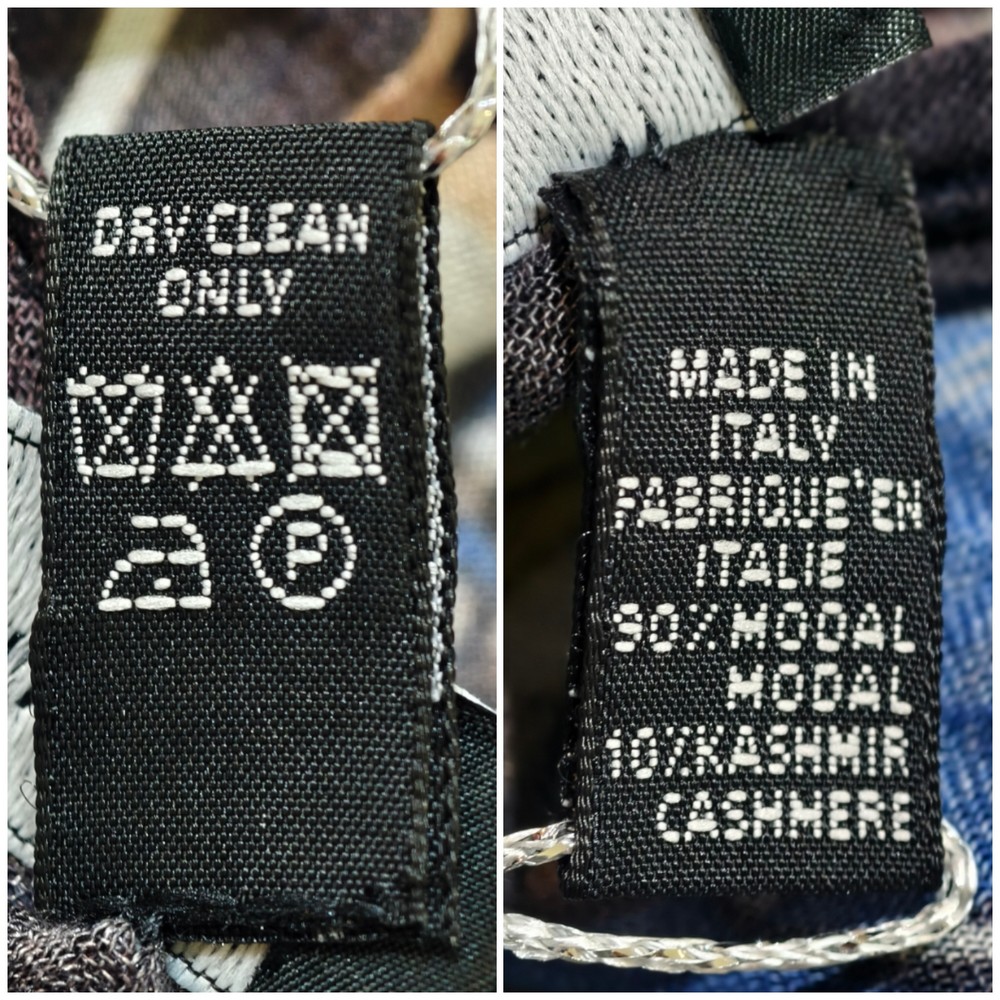 DRY CLEAN
ONLY
P
MADE IN
ITALY
FABRIQUE'EN
ITALIE
90% MODAL
MODAL
10%KASHMIR
CASHMERE